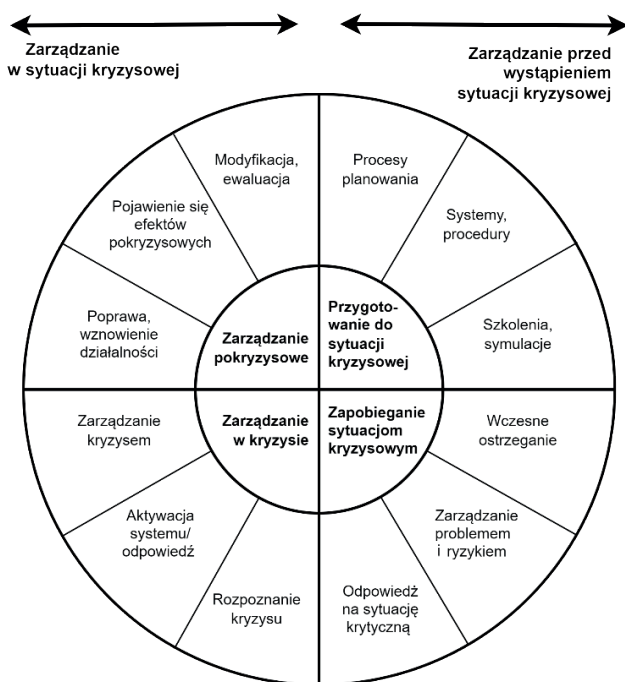 Zarządzanie
w sytuacji kryzysowej
Zarządzanie przed
wystąpieniem
sytuacji kryzysowej
Modyfikacja,
ewaluacja
Procesy
planowania
Pojawienie się
efektów
pokryzysowych
Systemy,
procedury
Poprawa,
wznowienie
działalności
Szkolenia,
symulacje
Zarządzanie
pokryzysowe
Przygoto-
wanie do
sytuacji
kryzysowej
Zarządzanie
w kryzysie
Zapobieganie
sytuacjom
kryzysowym
Zarządzanie
kryzysem
Wczesne
ostrzeganie
Aktywacja
systemu/
odpowiedź
Zarządzanie
problemem
i ryzykiem
Rozpoznanie
kryzysu
Odpowiedź
na sytuację
krytyczną